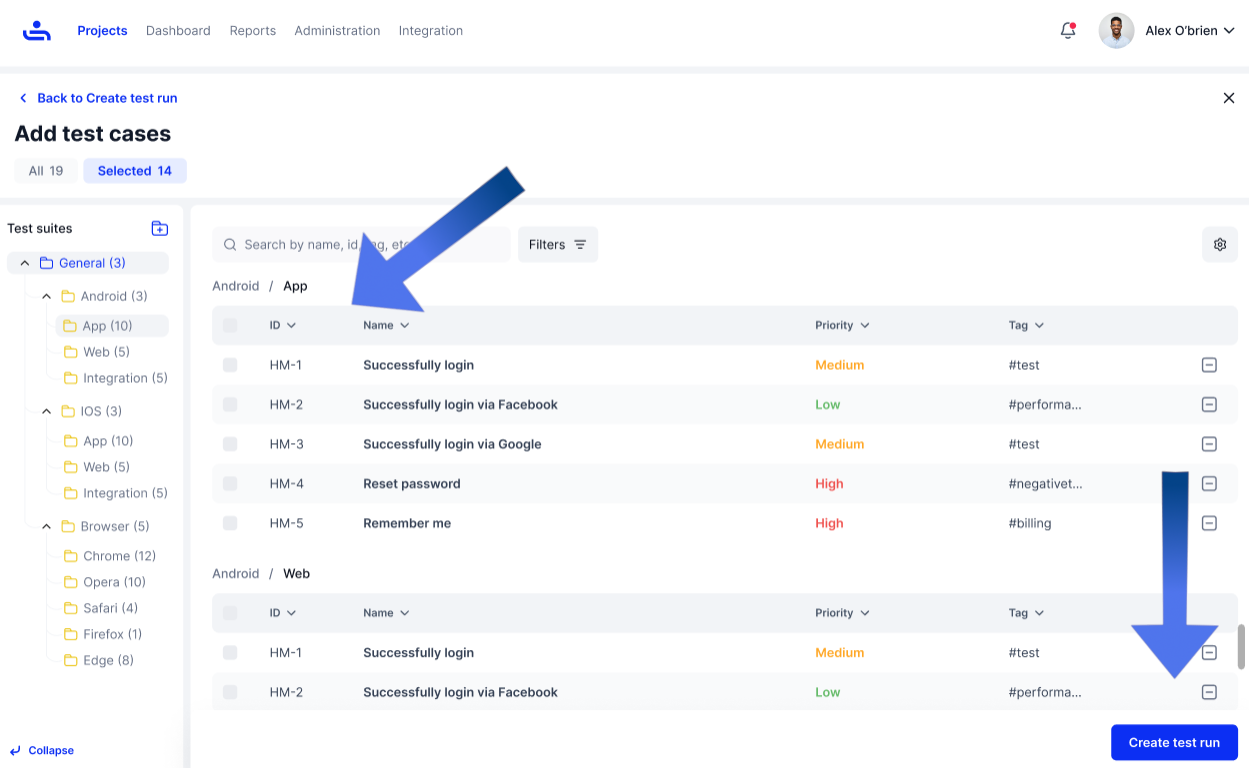 Projects Dashboard Reports Administration Integration Alex O'brien
Back to Create test run
Add test cases
All 19 Selected 14
Test suites
General (3)
Android (3)
App (10)
Web (5)
Integration (5)
IOS (3)
App (10)
Web (5)
Integration (5)
Browser (5)
Chrome (12)
Opera (10)
Safari (4)
Firefox (1)
Edge (8)
Collapse
Search by name, id,
Filters
Android / App
ID Name Priority Tag
HM-1 Successfully login Medium #test
HM-2 Successfully login via Facebook Low #performa...
HM-3 Successfully login via Google Medium #test
HM-4 Reset password High #negativet...
HM-5 Remember me High #billing
Android / Web
ID Name Priority Tag
HM-1 Successfully login Medium #test
HM-2 Successfully login via Facebook Low #performa...
Create test run